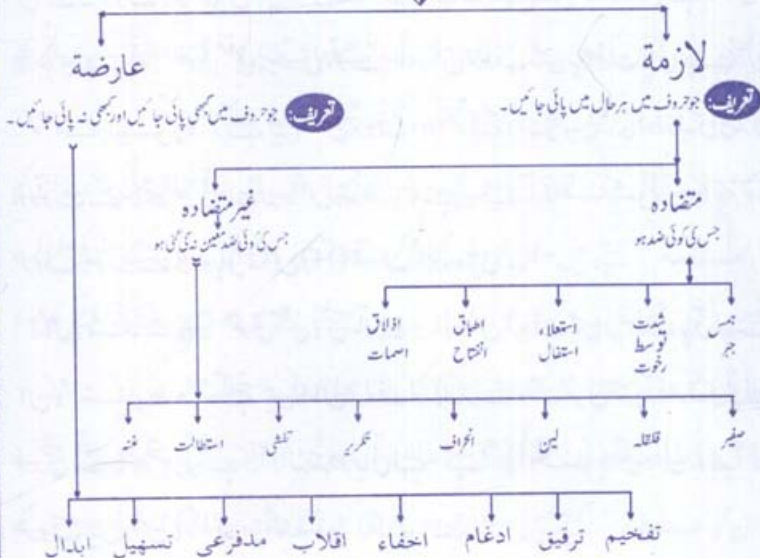 لازمة
عارضة
تعریف: جو حروف میں ہر حال میں پائی جائیں۔
تعریف: جو حروف میں کبھی پائی جائیں اور کبھی نہ پائی جائیں۔
متضادہ
غیر متضادہ
جس کی کوئی ضد ہو
جس کی کوئی ضد متعین نہ کی گئی ہو
ہمس شدت استعلاء اطباق اذلاق
جہر توسط استفال انفتاح اصمات
رخوت
صفیر قلقلہ لین انحراف تکریر تفشی استطالت غنہ
تفخیم ترقیق ادغام اخفاء اقلاب مدفرعی تسهيل ابدال